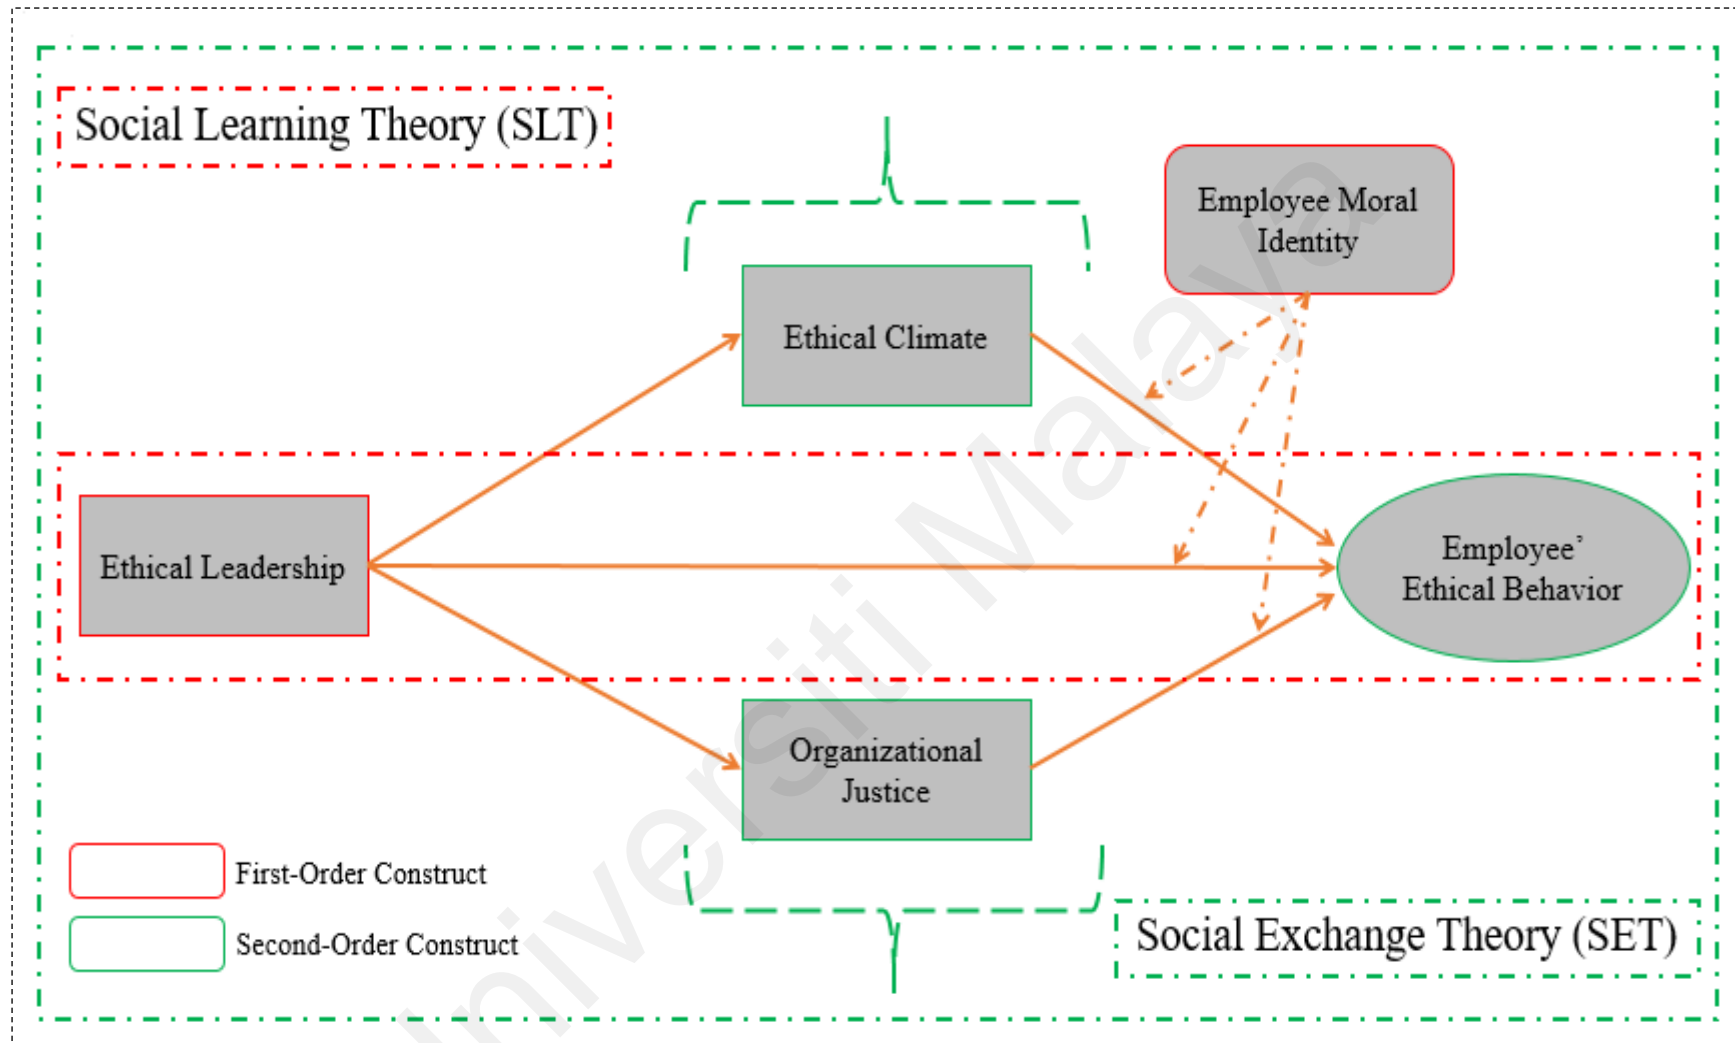 Social Learning Theory (SLT)
Employee Moral
Identity
Ethical Climate
Ethical Leadership
Employee’
Ethical Behavior
Organizational
Justice
First-Order Construct
Second-Order Construct
Social Exchange Theory (SET)
Universiti Malaya